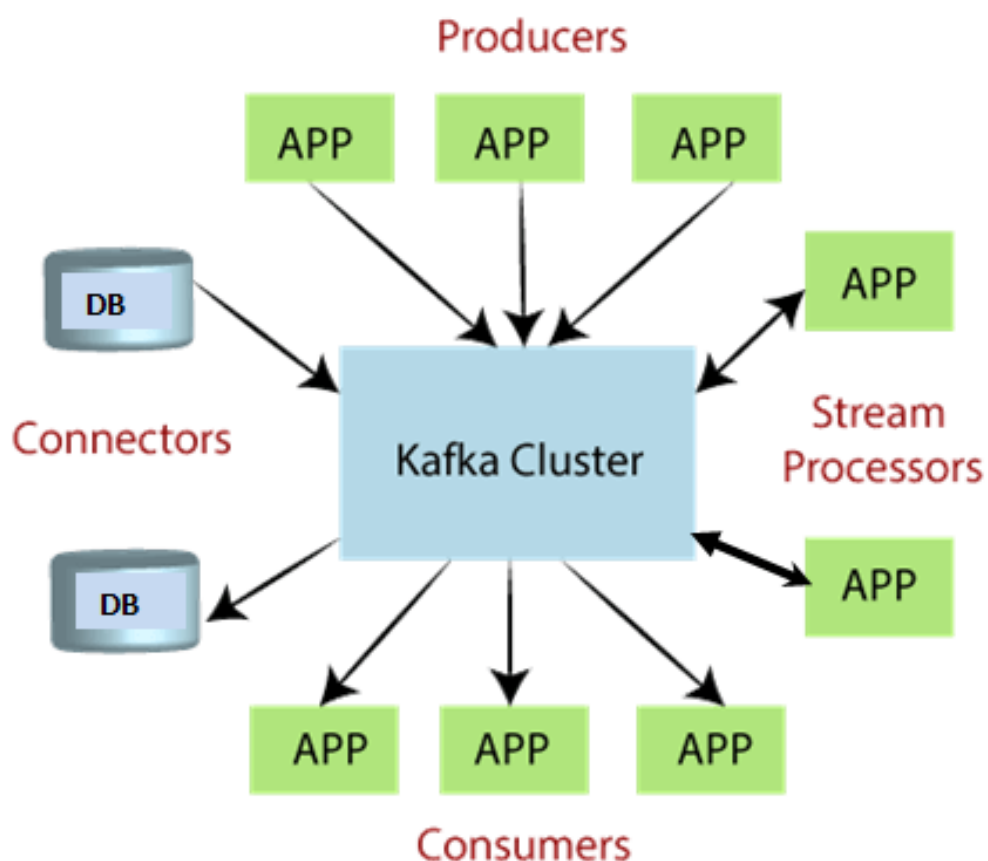 Producers
APP APP APP
DB
APP
Connectors
Kafka Cluster
Stream
Processors
DB
APP
APP APP APP
Consumers